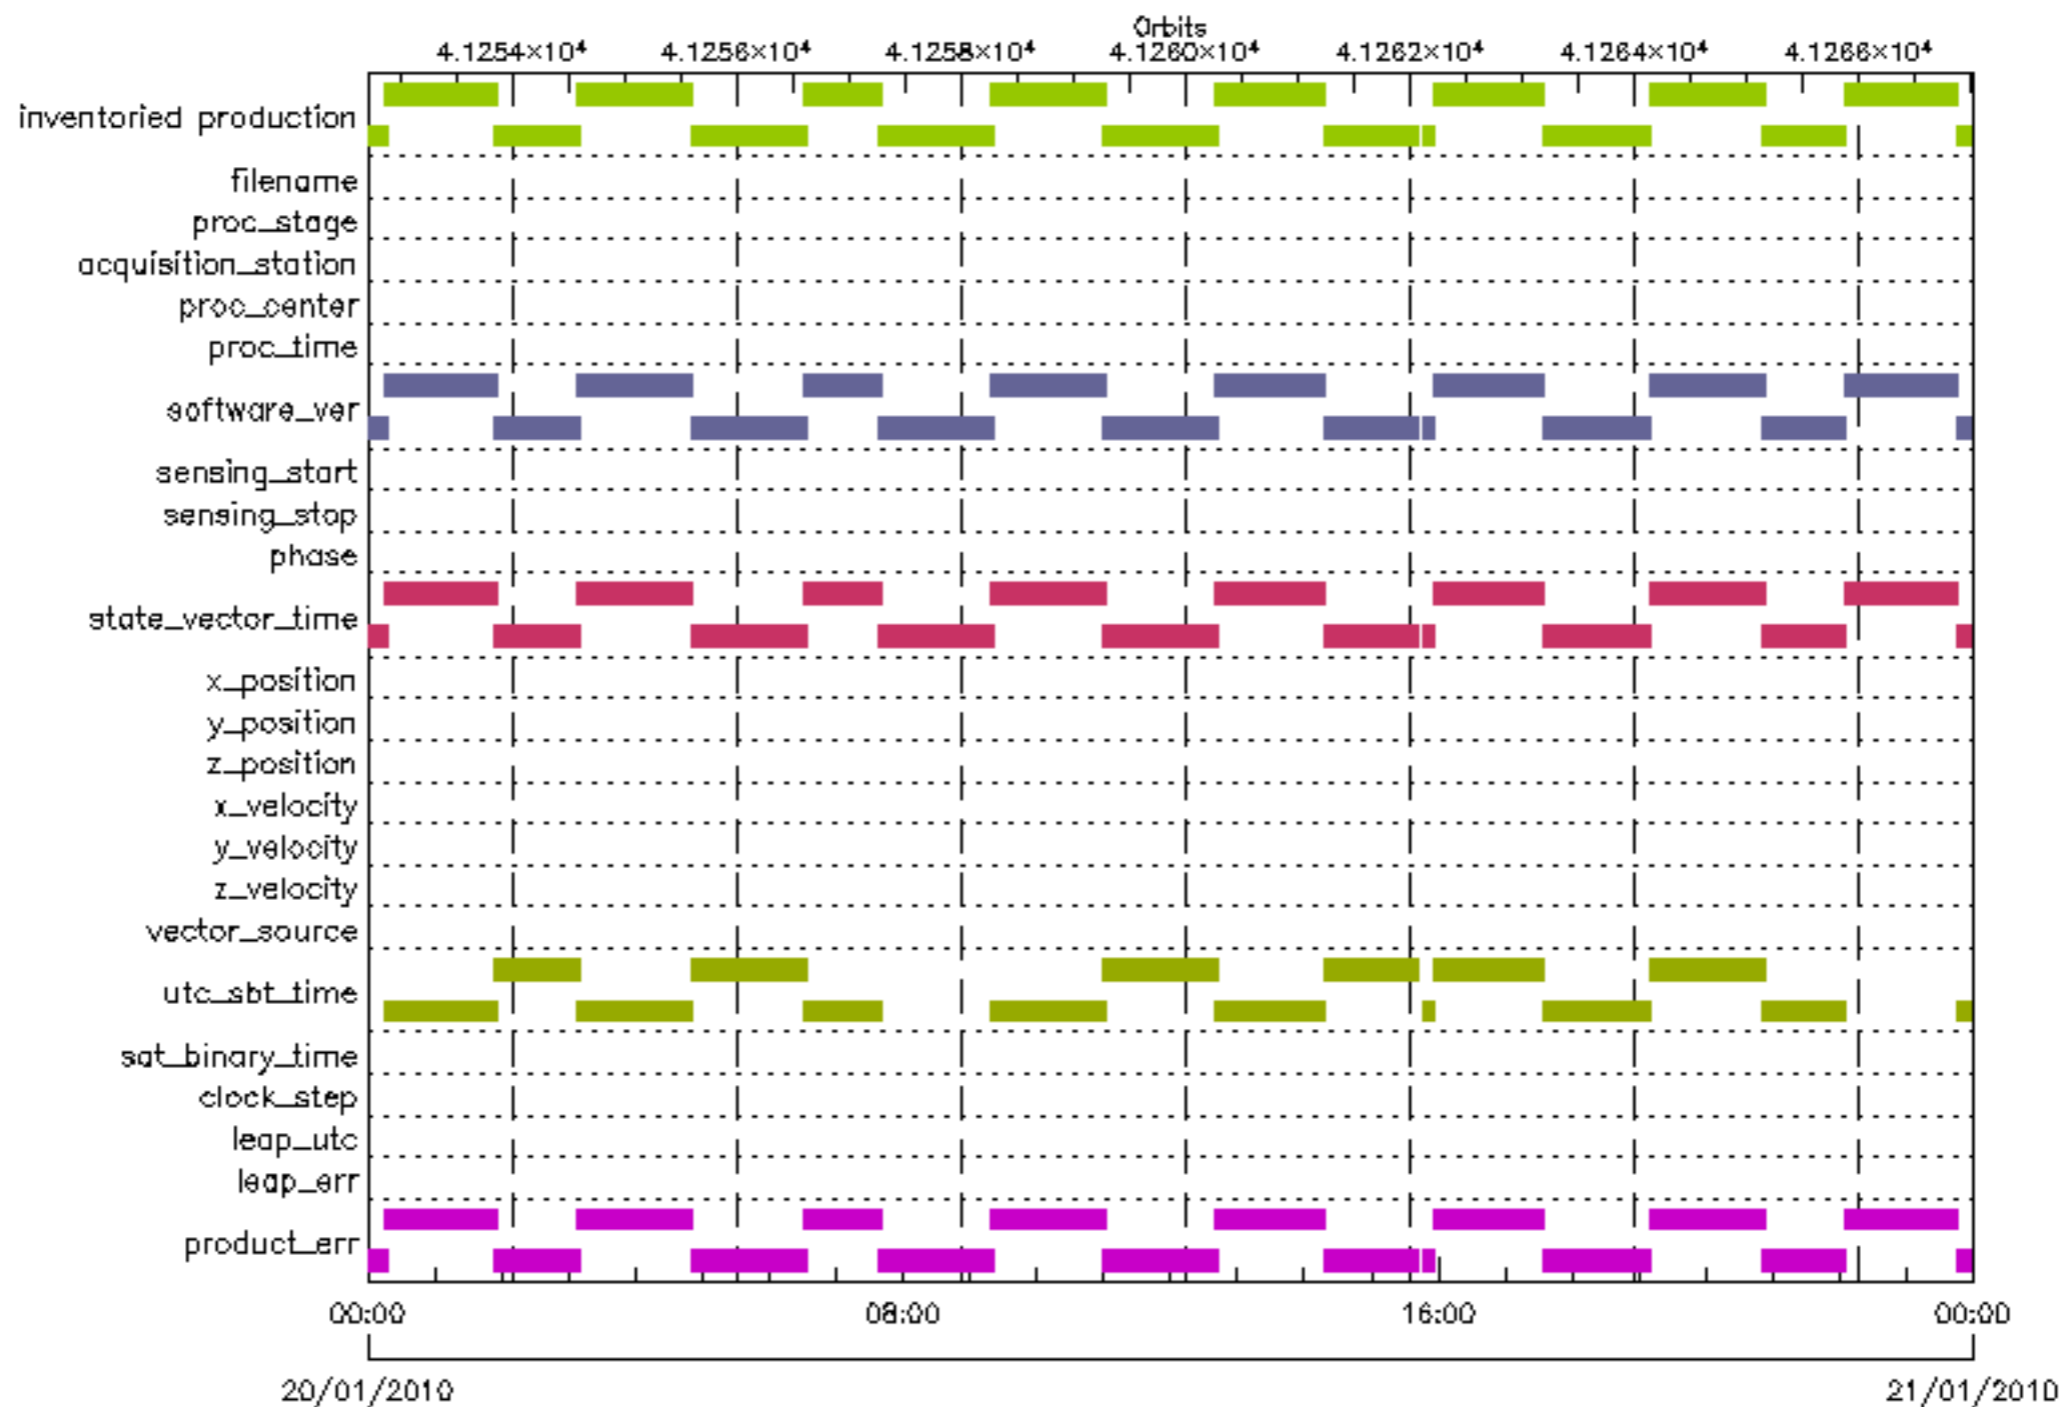 Orbits
4.1254×10⁴ 4.1256×10⁴ 4.1258×10⁴ 4.1260×10⁴ 4.1262×10⁴ 4.1264×10⁴ 4.1266×10⁴
inventoried production
filename
proc_stage
acquisition_station
proc_center
proc_time
software_ver
sensing_start
sensing_stop
phase
state_vector_time
x_position
y_position
z_position
x_velocity
y_velocity
z_velocity
vector_source
utc_sbt_time
sat_binary_time
clock_step
leap_utc
leap_err
product_err
00:00 08:00 16:00 00:00
20/01/2010 21/01/2010